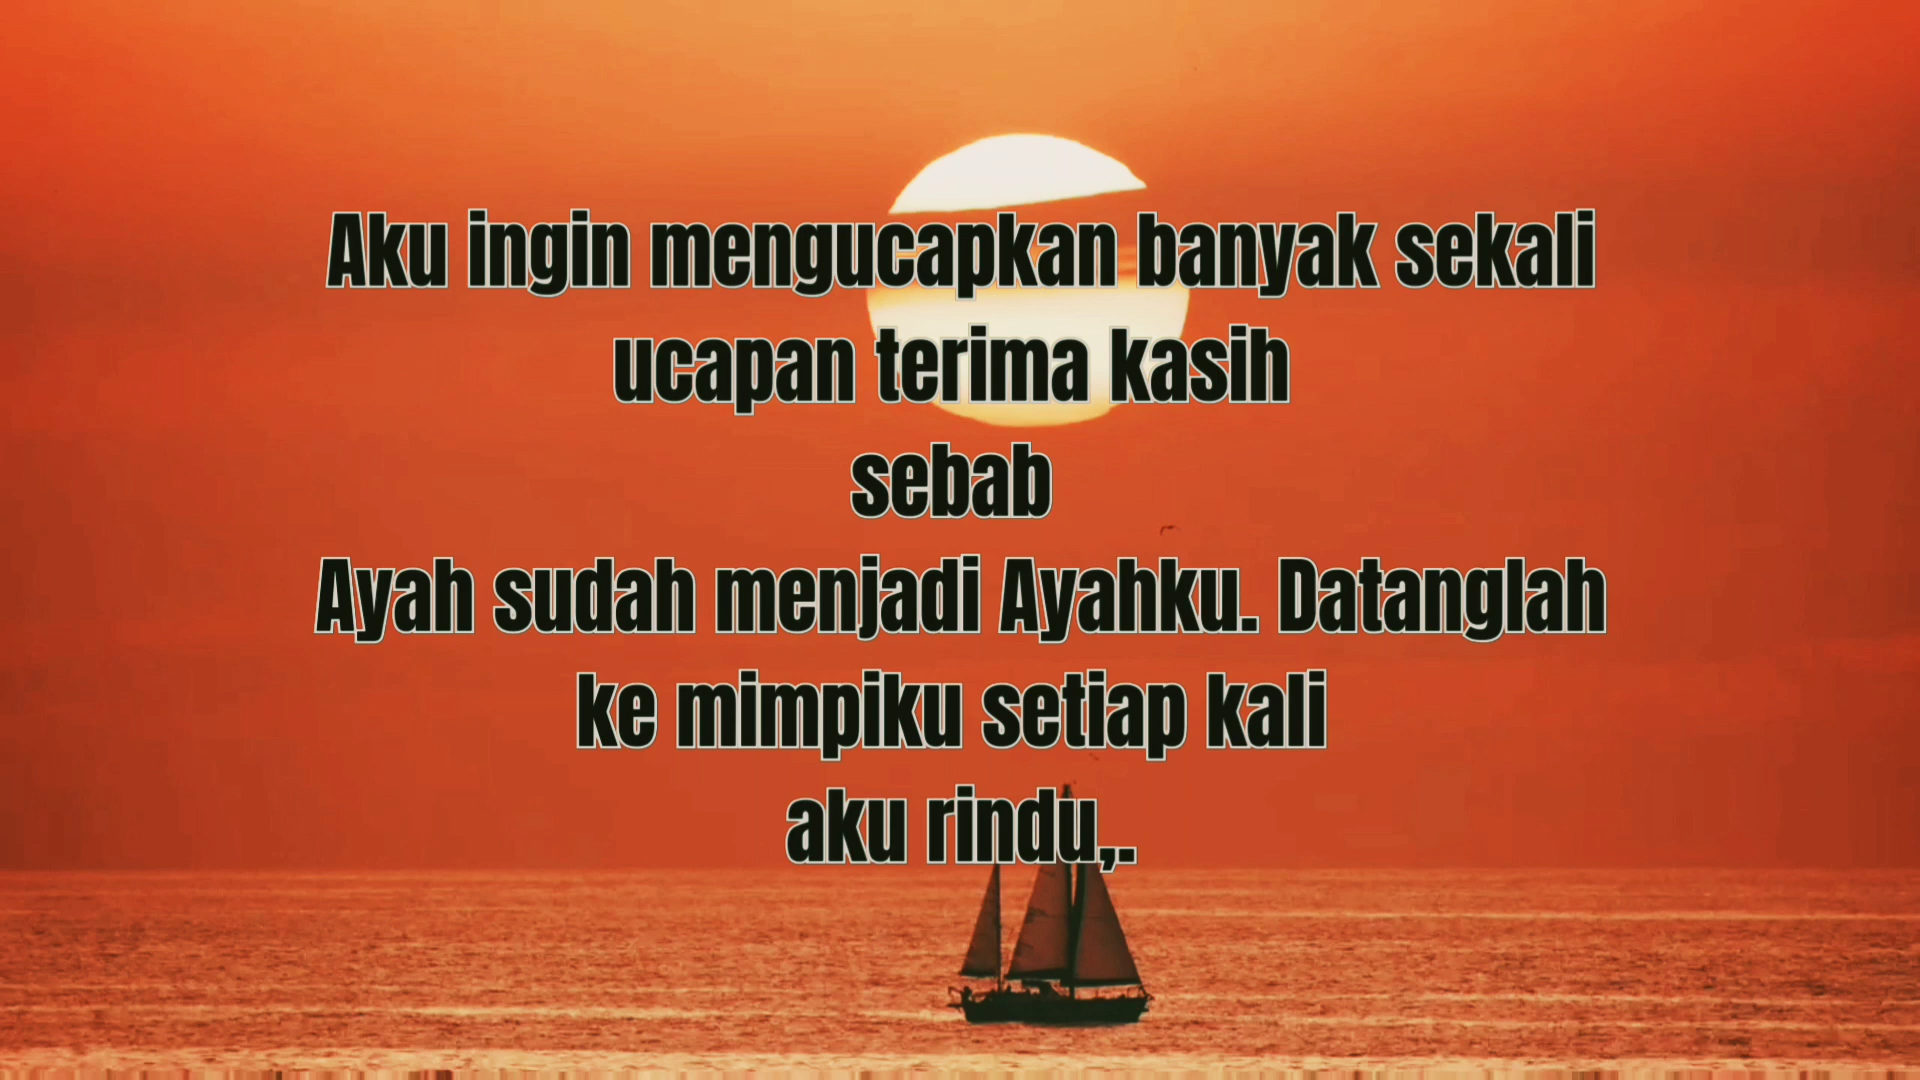 Aku ingin mengucapkan banyak sekali
ucapan terima kasih
sebab
Ayah sudah menjadi Ayahku. Datanglah
ke mimpiku setiap kali
aku rindu,.